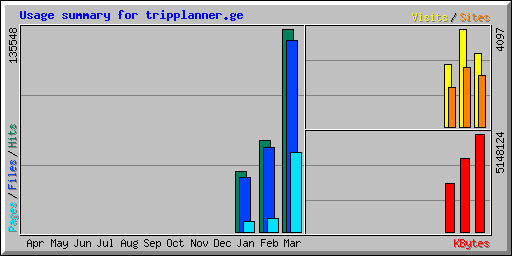 Usage summary for tripplanner.ge
Visits / Sites
135548
4097
5148124
Pages / Files / Hits
Apr May Jun Jul Aug Sep Oct Nov Dec Jan Feb Mar
KBytes